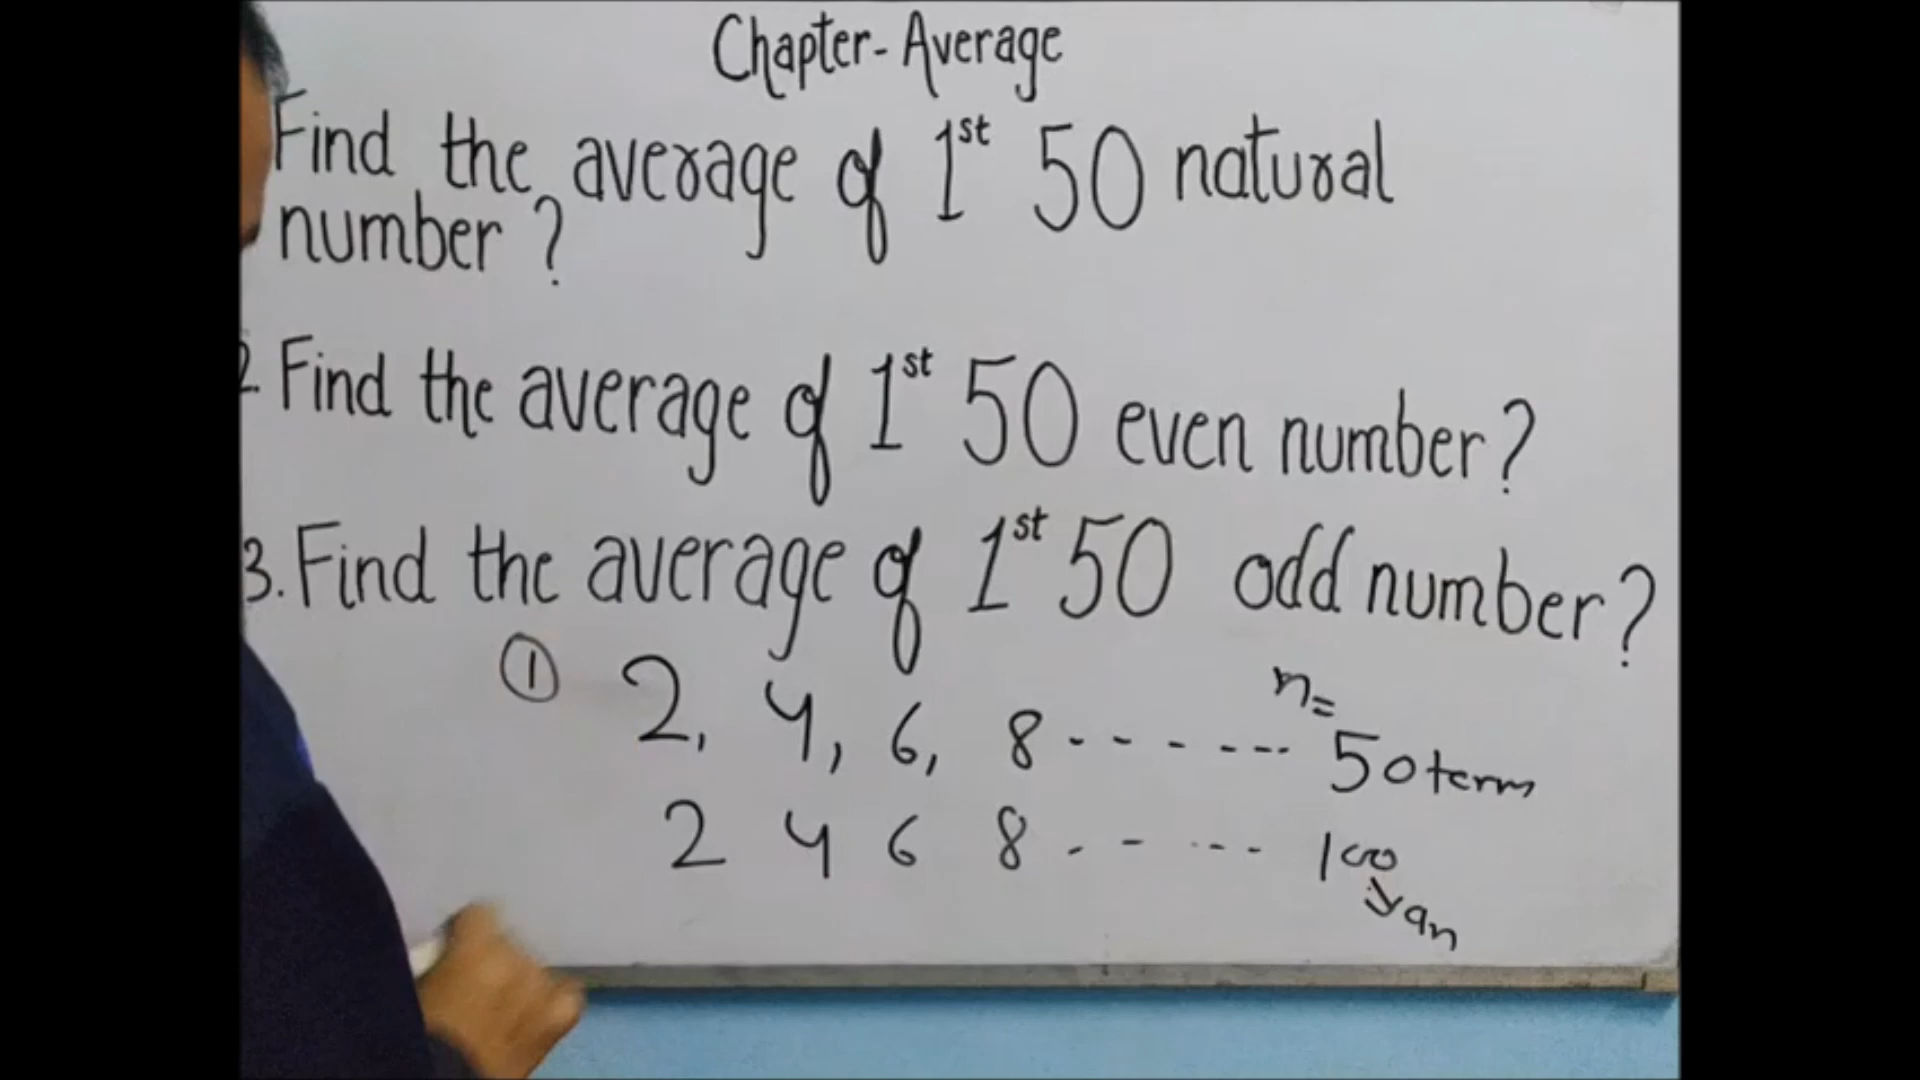 Chapter-Average
Find the average of 1st 50 natural
number ?
2. Find the average of 1st 50 even number ?
3. Find the average of 1st 50 odd number ?
① 2, 4, 6, 8 ------ n= 50 term
2 4 6 8 . - --- 100
an